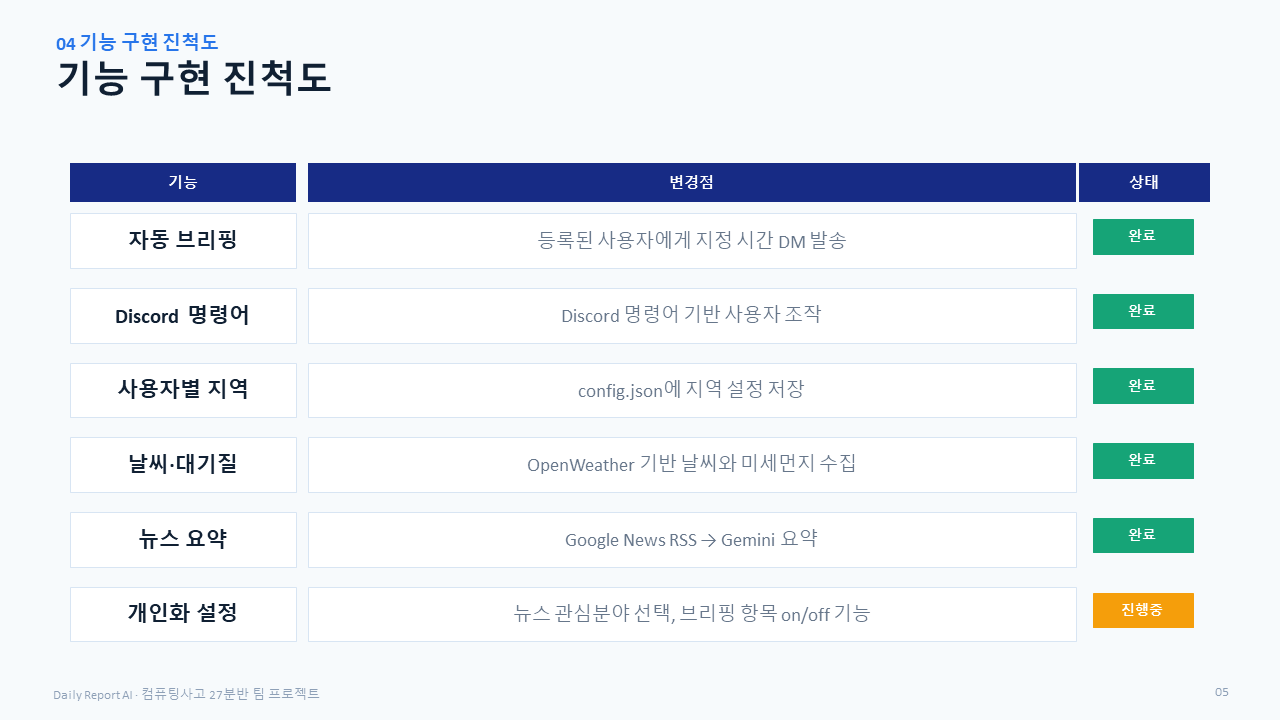 04 기능 구현 진척도
기능 구현 진척도
기능 변경점 상태
자동 브리핑 등록된 사용자에게 지정 시간 DM 발송 완료
Discord 명령어 Discord 명령어 기반 사용자 조작 완료
사용자별 지역 config.json에 지역 설정 저장 완료
날씨·대기질 OpenWeather 기반 날씨와 미세먼지 수집 완료
뉴스 요약 Google News RSS → Gemini 요약 완료
개인화 설정 뉴스 관심분야 선택, 브리핑 항목 on/off 기능 진행중
Daily Report AI · 컴퓨팅사고 27분반 팀 프로젝트 05